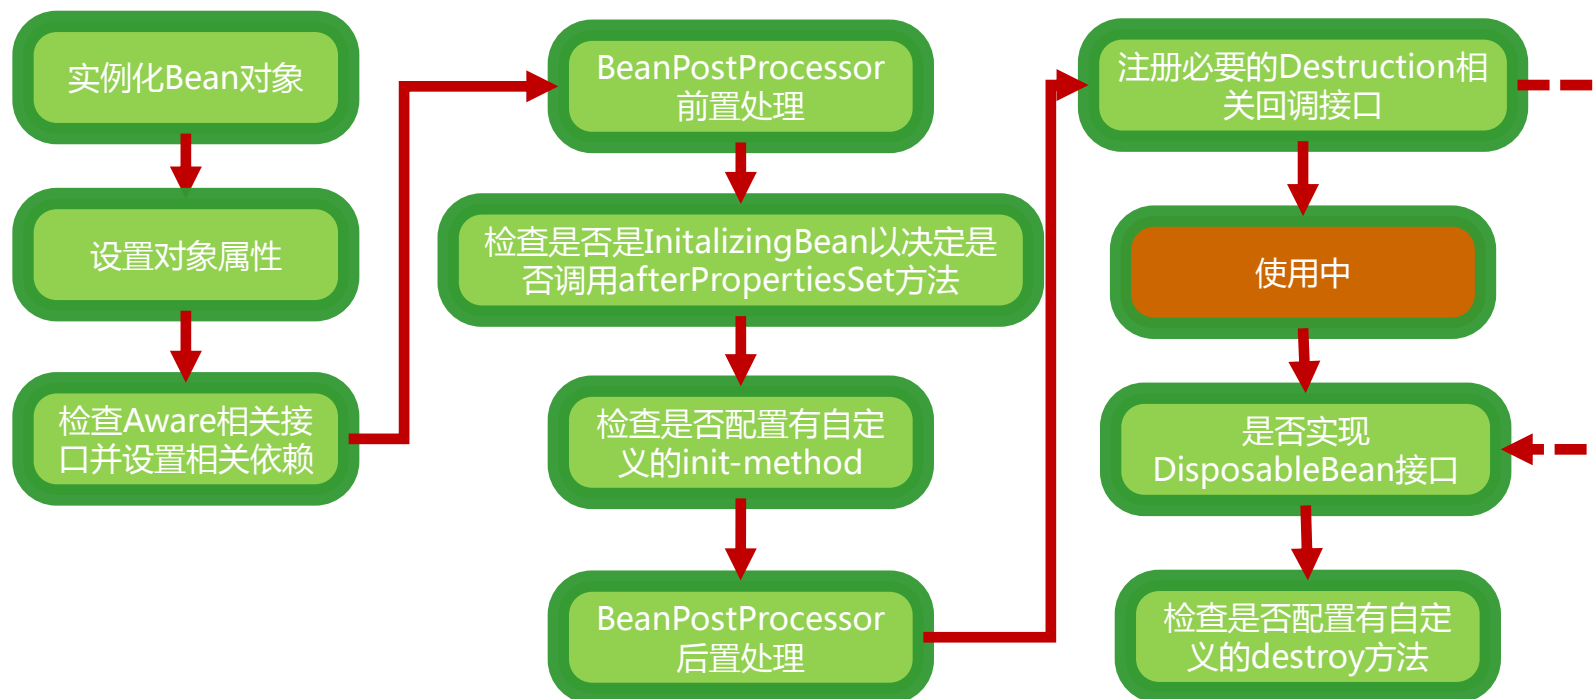 实例化Bean对象
设置对象属性
检查Aware相关接
口并设置相关依赖
BeanPostProcessor
前置处理
检查是否是InitalizingBean以决定是
否调用afterPropertiesSet方法
检查是否配置有自定
义的init-method
BeanPostProcessor
后置处理
注册必要的Destruction相
关回调接口
使用中
是否实现
DisposableBean接口
检查是否配置有自定
义的destroy方法